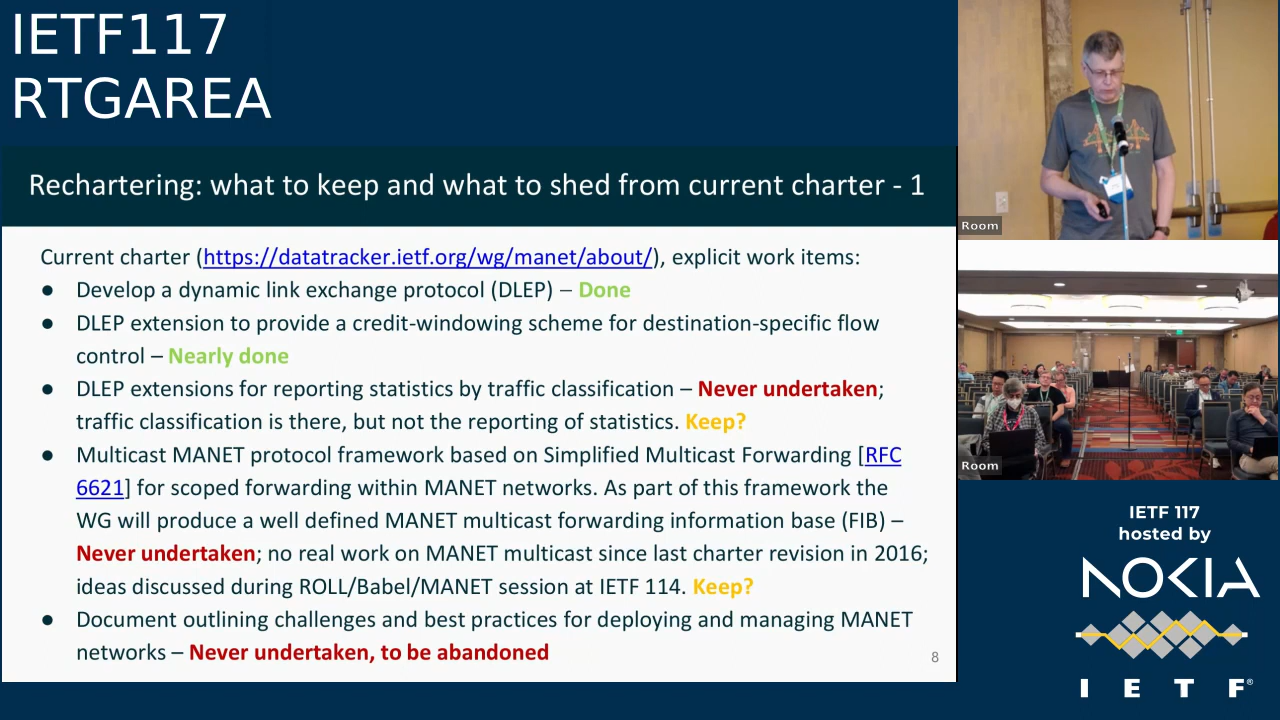 IETF117
RTGAREA
Rechartering: what to keep and what to shed from current charter - 1
Current charter (https://datatracker.ietf.org/wg/manet/about/), explicit work items:
● Develop a dynamic link exchange protocol (DLEP) – Done
● DLEP extension to provide a credit-windowing scheme for destination-specific flow
control – Nearly done
● DLEP extensions for reporting statistics by traffic classification – Never undertaken;
traffic classification is there, but not the reporting of statistics. Keep?
● Multicast MANET protocol framework based on Simplified Multicast Forwarding [RFC
6621] for scoped forwarding within MANET networks. As part of this framework the
WG will produce a well defined MANET multicast forwarding information base (FIB) –
Never undertaken; no real work on MANET multicast since last charter revision in 2016;
ideas discussed during ROLL/Babel/MANET session at IETF 114. Keep?
● Document outlining challenges and best practices for deploying and managing MANET
networks – Never undertaken, to be abandoned
8
Room
Room
IETF 117
hosted by
NOKIA
I E T F®